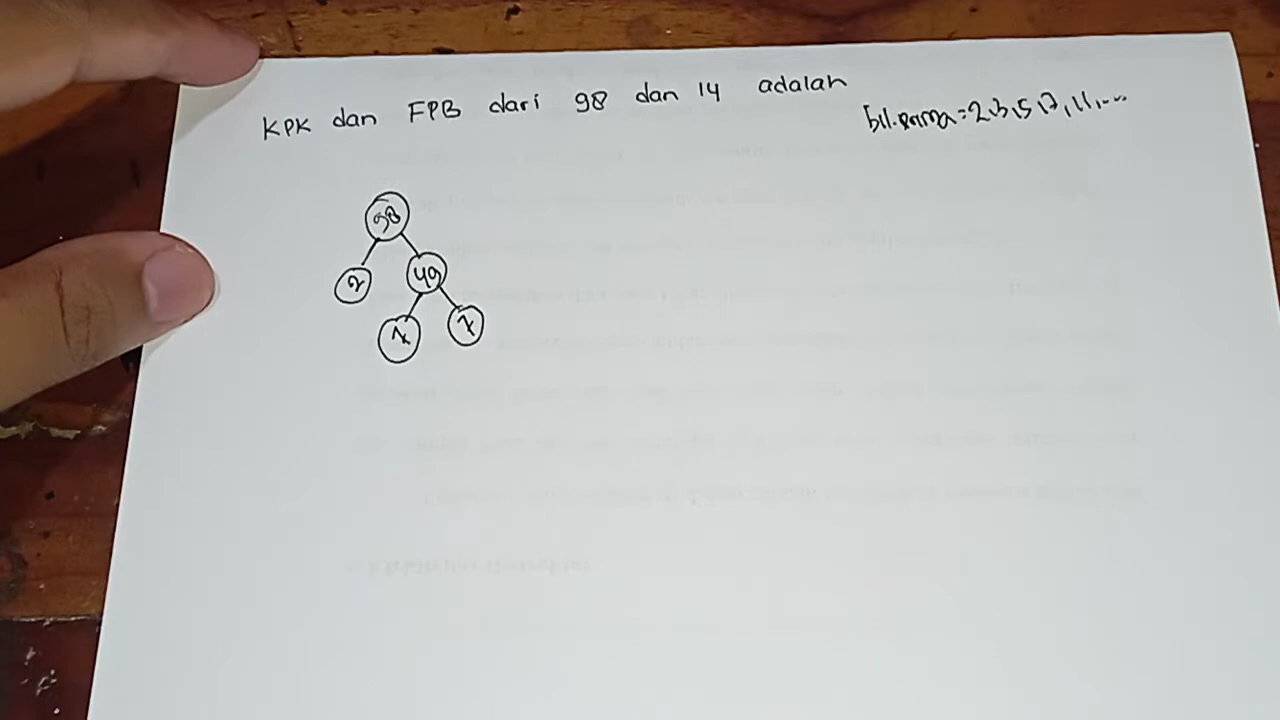 KPK dan FPB dari 98 dan 14 adalah
bil.prima=2,3,5,7,11,...
98
2 49
7 7